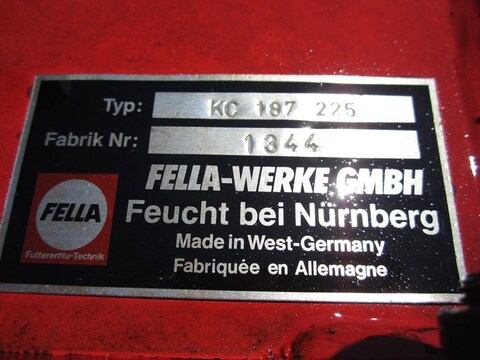 Typ: KC 187 225
Fabrik Nr: 1344
FELLA-WERKE GMBH
FELLA
Feucht bei Nürnberg
Made in West-Germany
Futterernte-Technik
Fabriquée en Allemagne